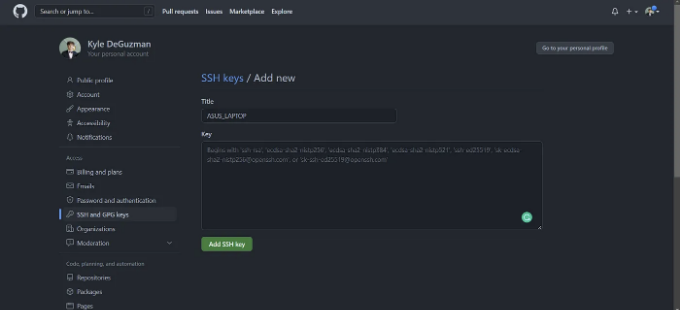 Search or jump to...
/
Pull requests
Issues
Marketplace
Explore
Kyle DeGuzman
Your personal account
Go to your personal profile
Public profile
Account
Appearance
Accessibility
Notifications
Access
Billing and plans
Emails
Password and authentication
SSH and GPG keys
Organizations
Moderation
Code, planning, and automation
Repositories
Packages
Pages
SSH keys / Add new
Title
ASUS_LAPTOP
Key
Begins with 'ssh-rsa', 'ecdsa-sha2-nistp256', 'ecdsa-sha2-nistp384', 'ecdsa-sha2-nistp521', 'ssh-ed25519', 'sk-ecdsa-
sha2-nistp256@openssh.com', or 'sk-ssh-ed25519@openssh.com'
Add SSH key